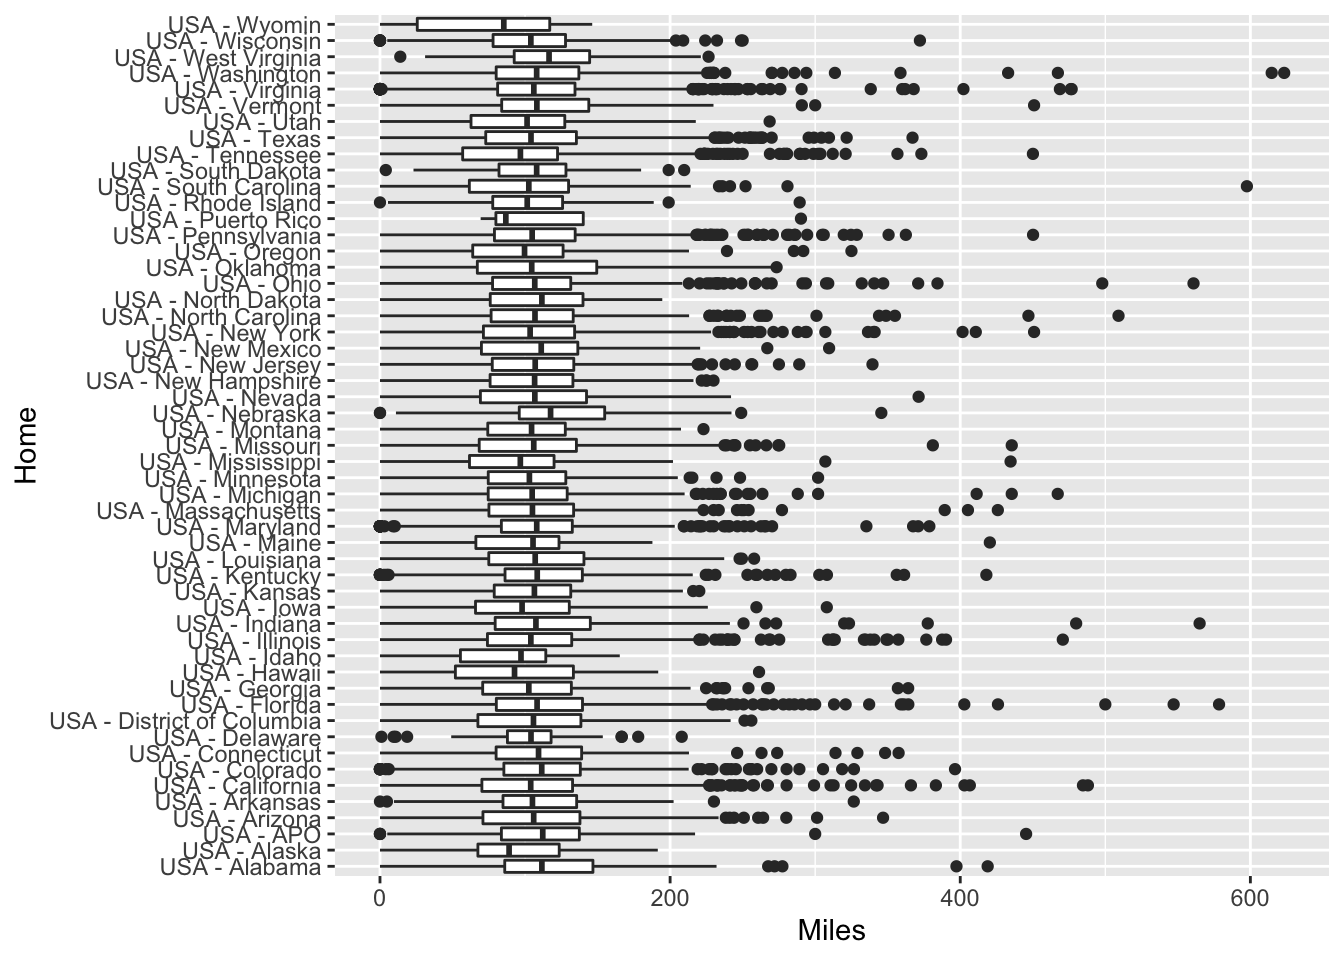 USA - Wyomin
USA - Wisconsin
USA - West Virginia
USA - Washington
USA - Virginia
USA - Vermont
USA - Utah
USA - Texas
USA - Tennessee
USA - South Dakota
USA - South Carolina
USA - Rhode Island
USA - Puerto Rico
USA - Pennsylvania
USA - Oregon
USA - Oklahoma
USA - Ohio
USA - North Dakota
USA - North Carolina
USA - New York
USA - New Mexico
USA - New Jersey
USA - New Hampshire
USA - Nevada
USA - Nebraska
USA - Montana
USA - Missouri
USA - Mississippi
USA - Minnesota
USA - Michigan
USA - Massachusetts
USA - Maryland
USA - Maine
USA - Louisiana
USA - Kentucky
USA - Kansas
USA - Iowa
USA - Indiana
USA - Illinois
USA - Idaho
USA - Hawaii
USA - Georgia
USA - Florida
USA - District of Columbia
USA - Delaware
USA - Connecticut
USA - Colorado
USA - California
USA - Arkansas
USA - Arizona
USA - APO
USA - Alaska
USA - Alabama
Home
0 200 400 600
Miles